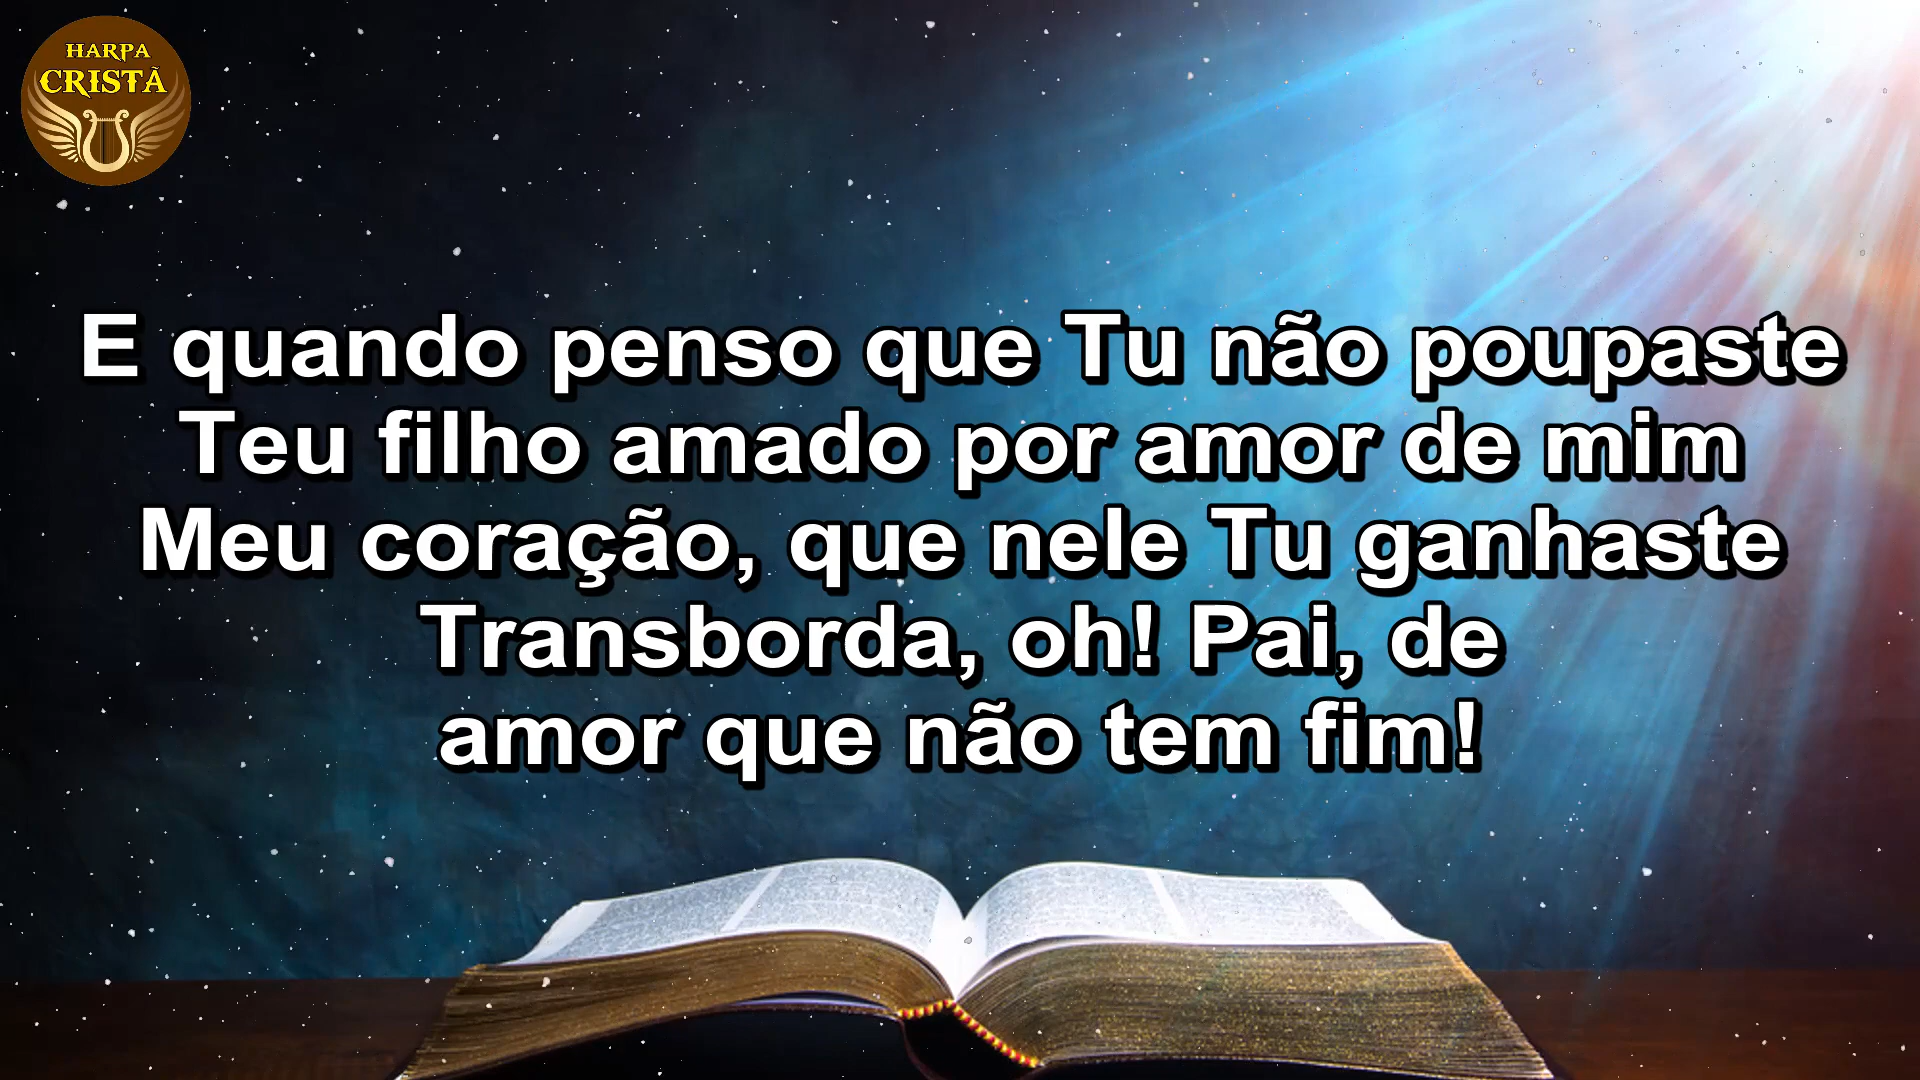 HARPA
CRISTÃ
E quando penso que Tu não poupaste
Teu filho amado por amor de mim
Meu coração, que nele Tu ganhaste
Transborda, oh! Pai, de
amor que não tem fim!